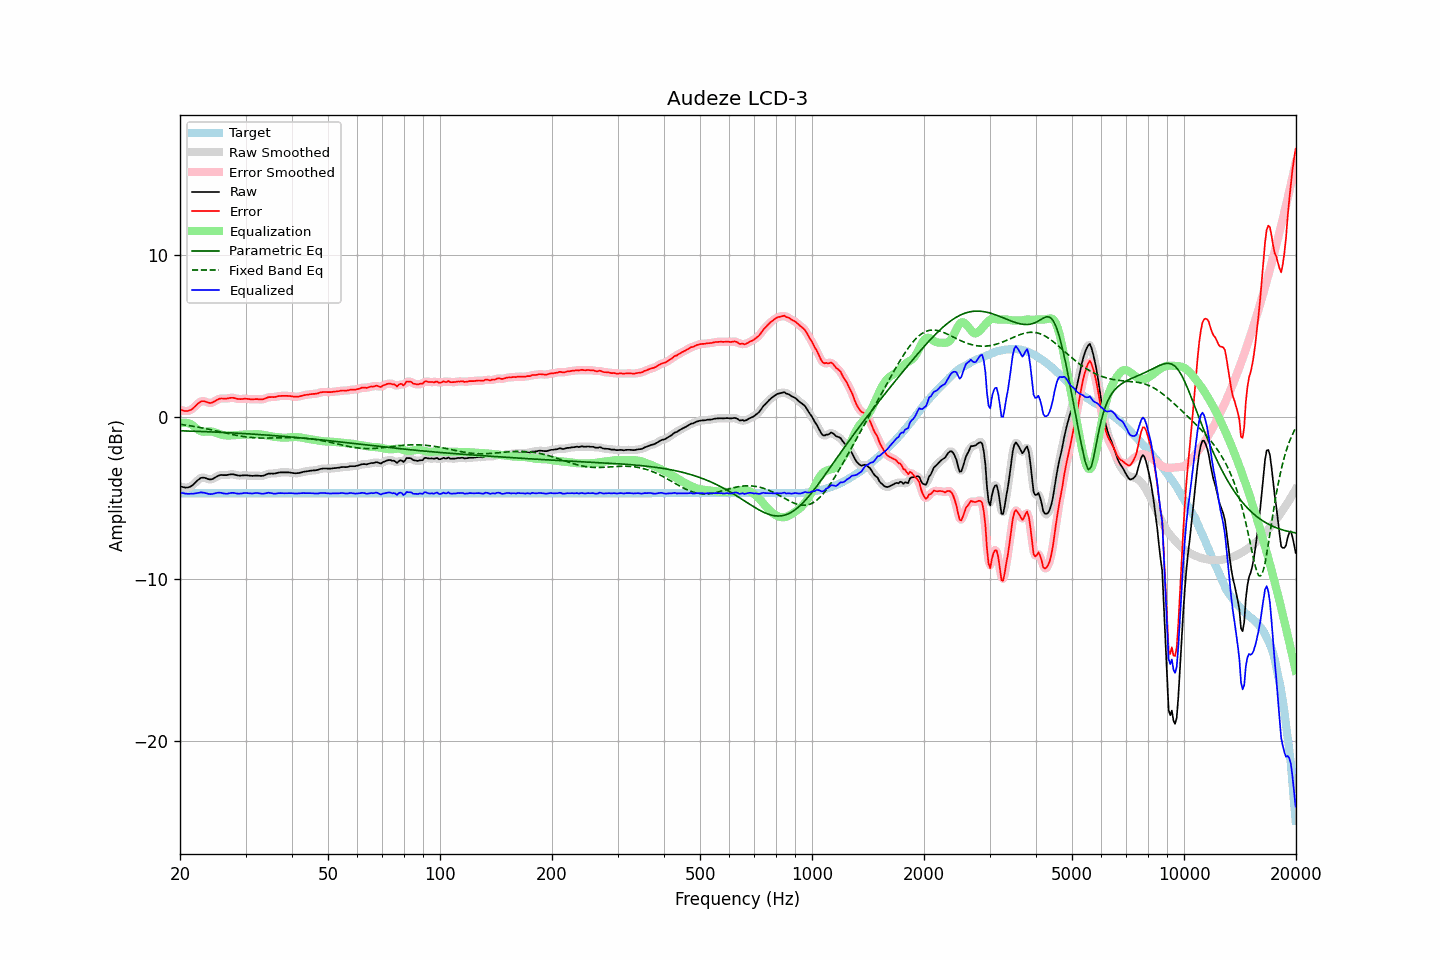 Audeze LCD-3
Target
Raw Smoothed
Error Smoothed
Raw
Error
Equalization
Parametric Eq
Fixed Band Eq
Equalized
Amplitude (dBr)
10
0
−10
−20
20 50 100 200 500 1000 2000 5000 10000 20000
Frequency (Hz)